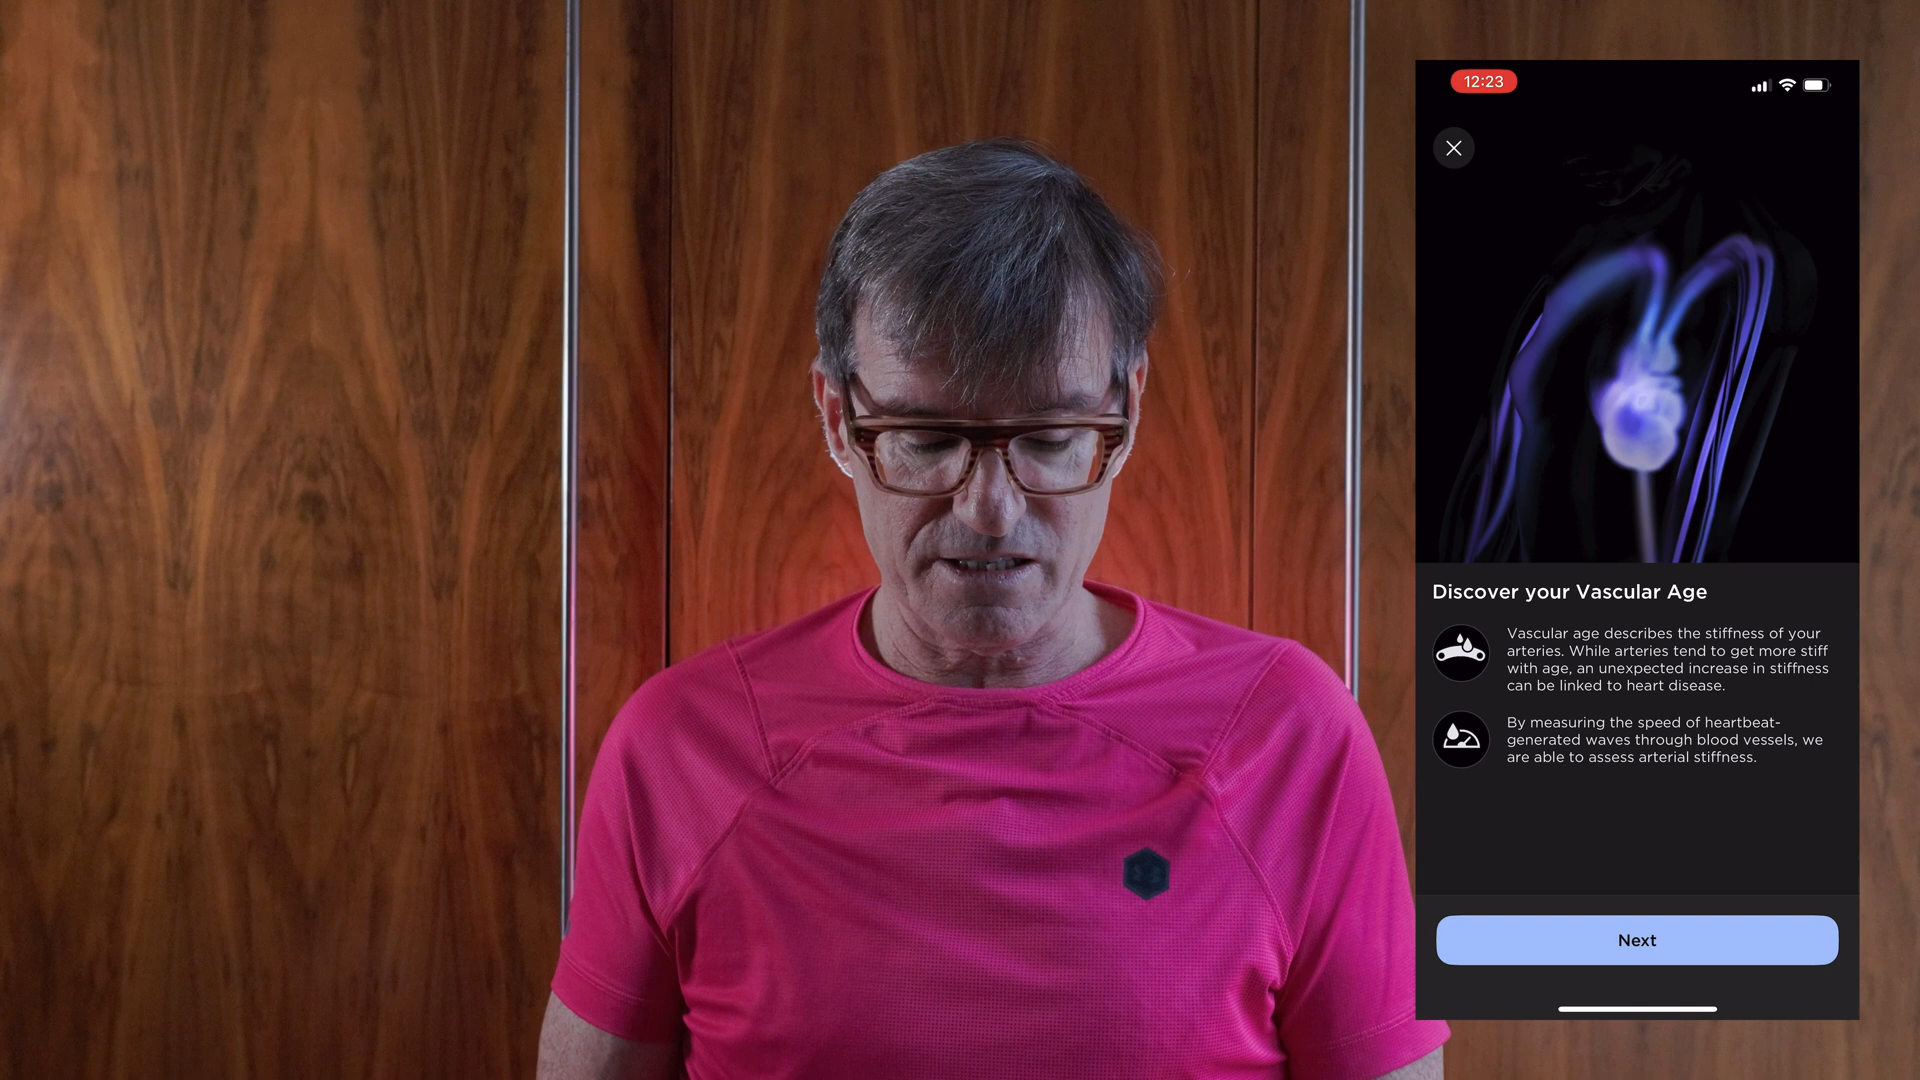 12:23
Discover your Vascular Age
Vascular age describes the stiffness of your
arteries. While arteries tend to get more stiff
with age, an unexpected increase in stiffness
can be linked to heart disease.
By measuring the speed of heartbeat-
generated waves through blood vessels, we
are able to assess arterial stiffness.
Next